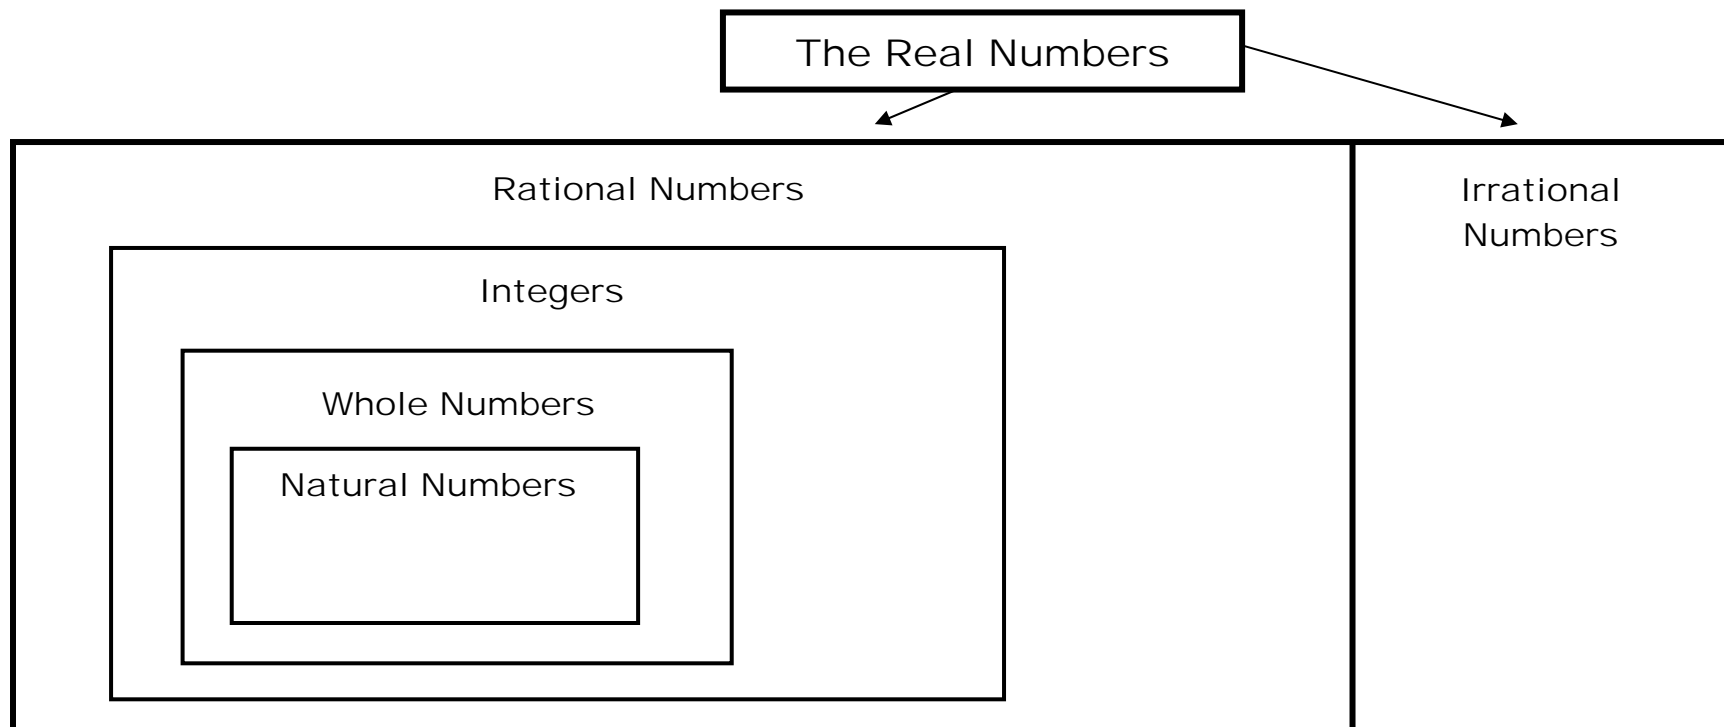 The Real Numbers
Rational Numbers
Irrational
Numbers
Integers
Whole Numbers
Natural Numbers